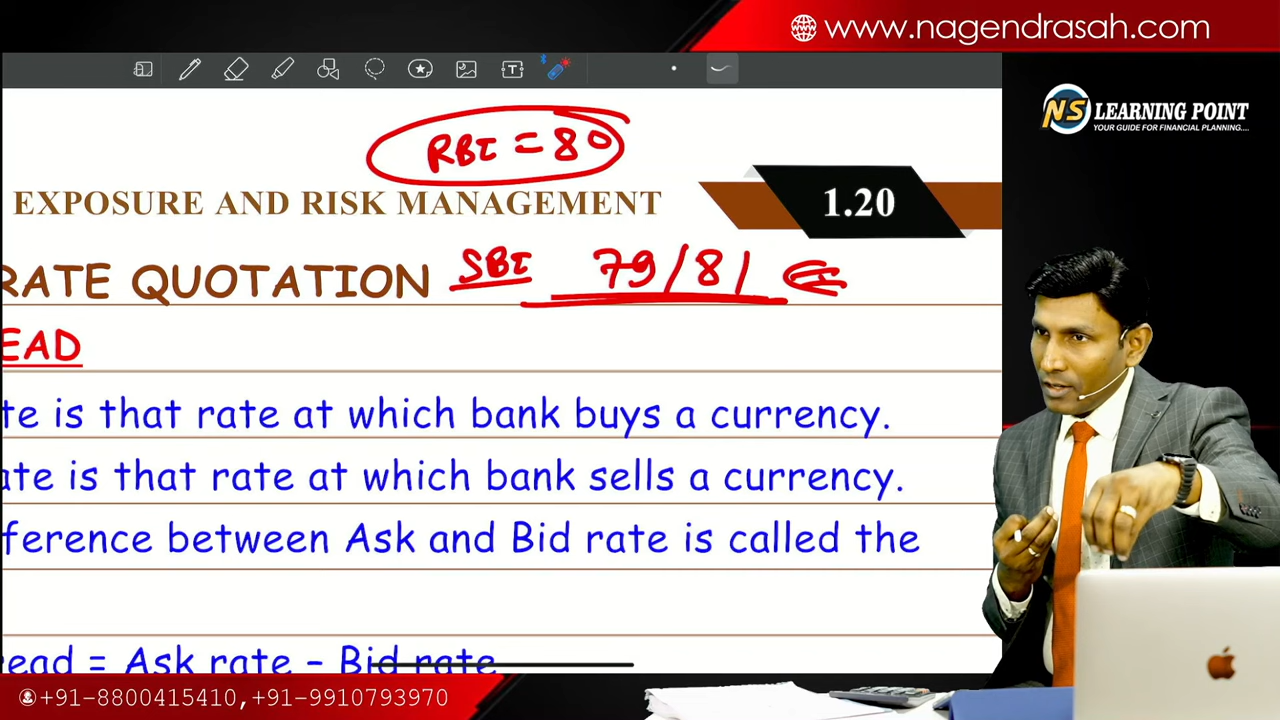 www.nagendrasah.com
NS LEARNING POINT
YOUR GUIDE FOR FINANCIAL PLANNING....
RBI = 80
EXPOSURE AND RISK MANAGEMENT
1.20
RATE QUOTATION SBI 79/81
EAD
te is that rate at which bank buys a currency.
ate is that rate at which bank sells a currency.
ference between Ask and Bid rate is called the
ead = Ask rate – Bid rate
+91-8800415410,+91-9910793970